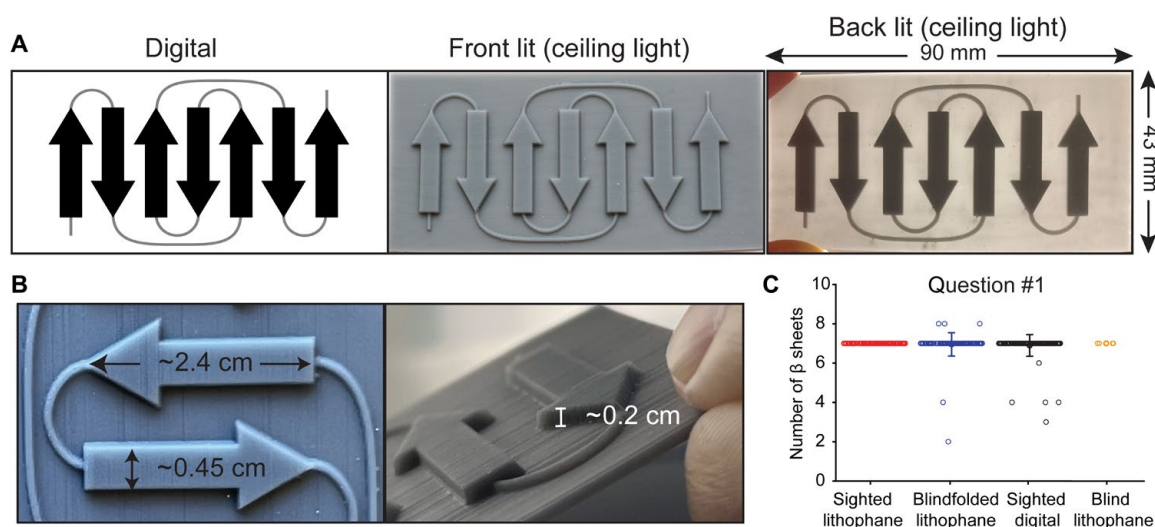 A
Digital
Front lit (ceiling light)
Back lit (ceiling light)
90 mm
43 mm
B
~2.4 cm
~0.45 cm
~0.2 cm
C
Question #1
Number of β sheets
10
8
6
4
2
0
Sighted lithophane
Blindfolded lithophane
Sighted digital
Blind lithophane